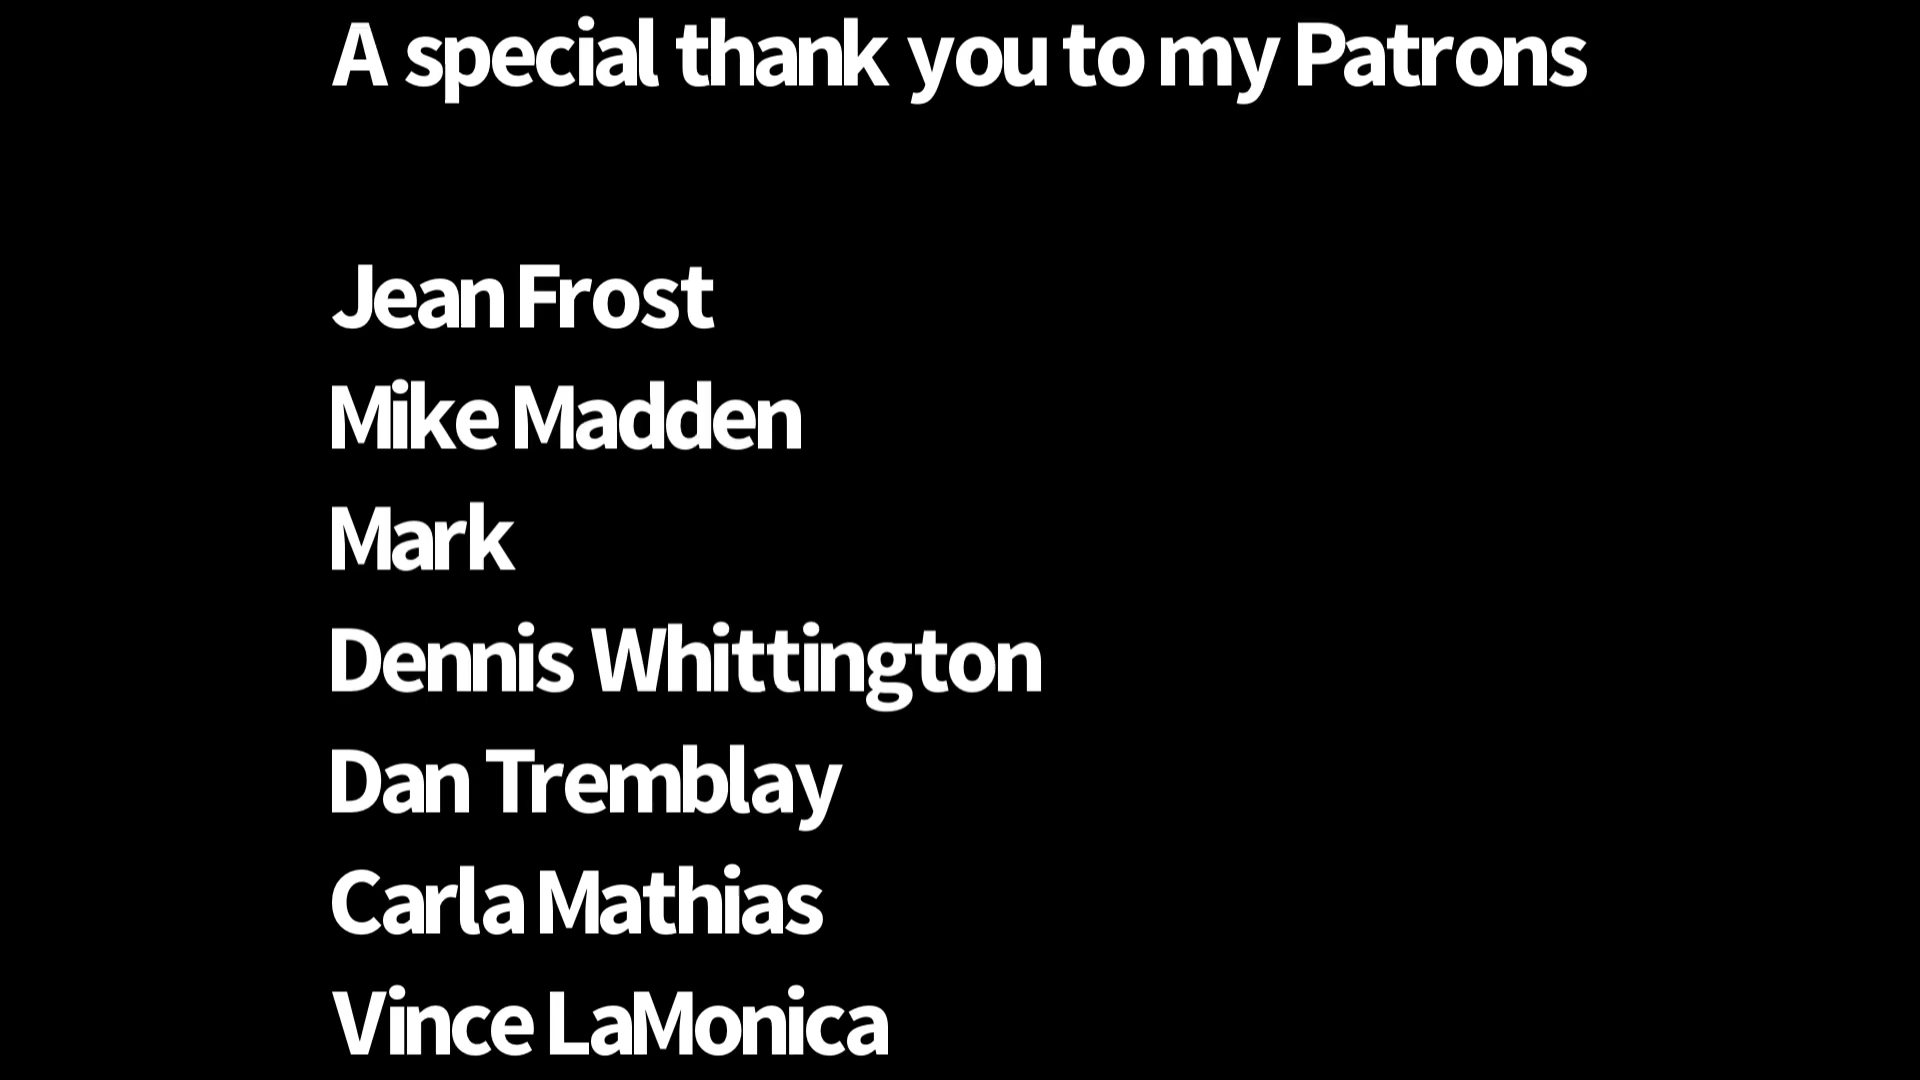 A special thank you to my Patrons
Jean Frost
Mike Madden
Mark
Dennis Whittington
Dan Tremblay
Carla Mathias
Vince LaMonica